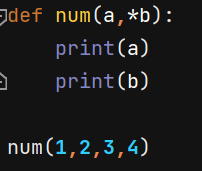 def num(a,*b):
    print(a)
    print(b)
num(1,2,3,4)